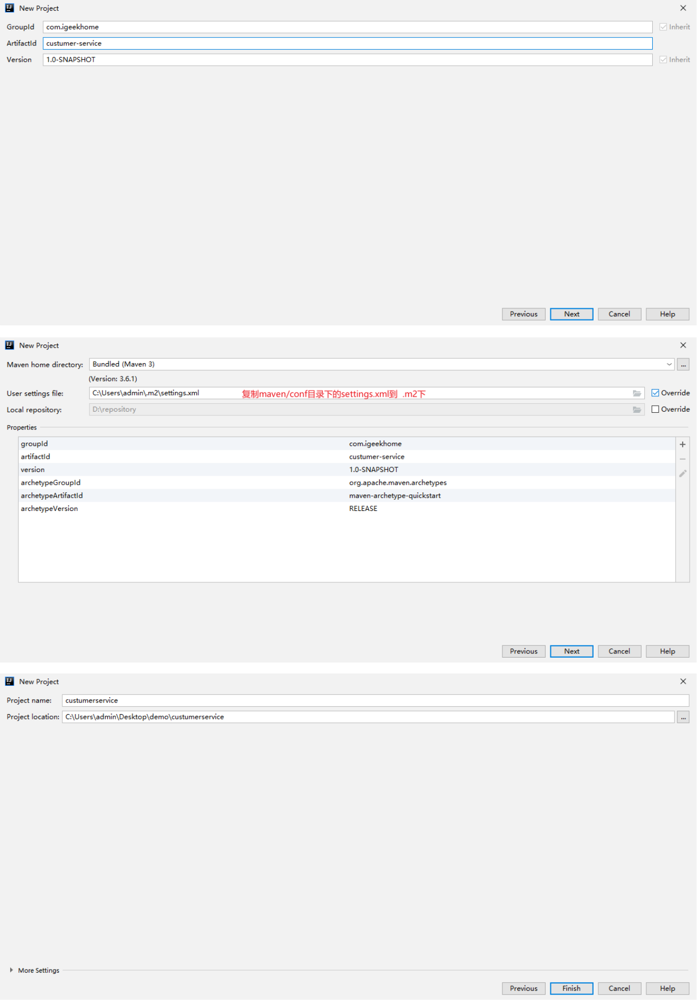 New Project
GroupId com.igeekhome Inherit
ArtifactId custumer-service
Version 1.0-SNAPSHOT Inherit
Previous Next Cancel Help
New Project
Maven home directory: Bundled (Maven 3) ...
(Version: 3.6.1)
User settings file: C:\Users\admin\.m2\settings.xml 复制maven/conf目录下的settings.xml到 .m2下 Override
Local repository: D:\repository Override
Properties
groupId com.igeekhome
artifactId custumer-service
version 1.0-SNAPSHOT
archetypeGroupId org.apache.maven.archetypes
archetypeArtifactId maven-archetype-quickstart
archetypeVersion RELEASE
Previous Next Cancel Help
New Project
Project name: custumerservice
Project location: C:\Users\admin\Desktop\demo\custumerservice ...
More Settings
Previous Finish Cancel Help